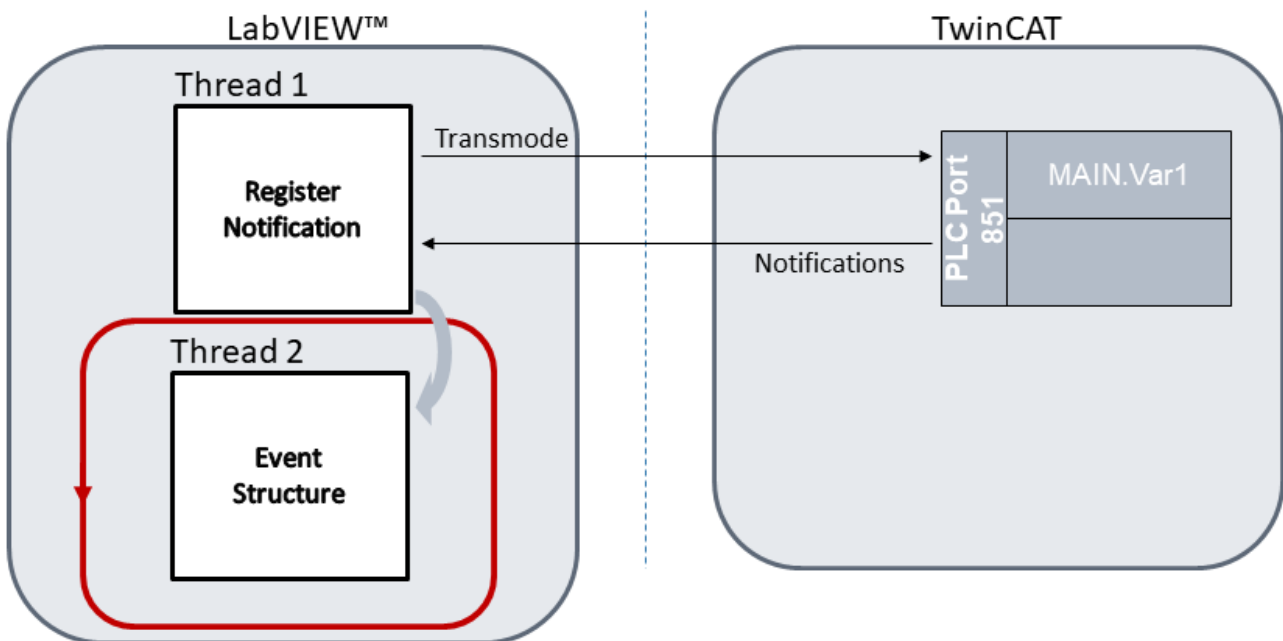 LabVIEW™
TwinCAT
Thread 1
Register
Notification
Transmode
Notifications
PLC Port
851
MAIN.Var1
Thread 2
Event
Structure